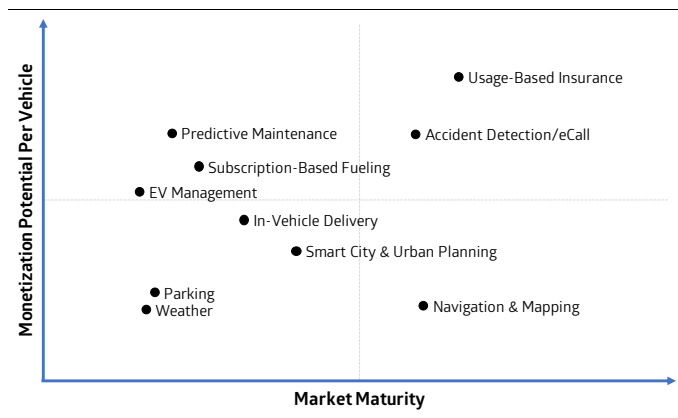 Monetization Potential Per Vehicle
Usage-Based Insurance
Predictive Maintenance
Accident Detection/eCall
Subscription-Based Fueling
EV Management
In-Vehicle Delivery
Smart City & Urban Planning
Parking
Weather
Navigation & Mapping
Market Maturity